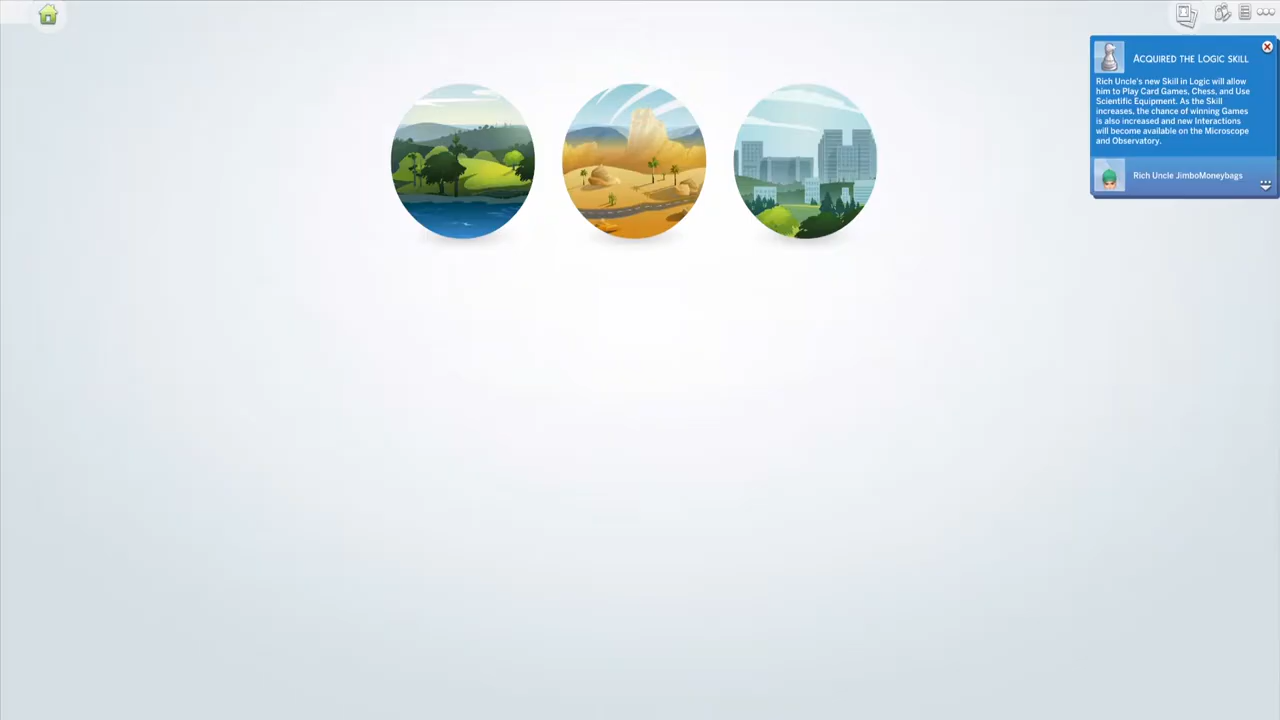 ACQUIRED THE LOGIC SKILL
Rich Uncle's new Skill in Logic will allow
him to Play Card Games, Chess, and Use
Scientific Equipment. As the Skill
increases, the chance of winning Games
is also increased and new Interactions
will become available on the Microscope
and Observatory.
Rich Uncle JimboMoneybags